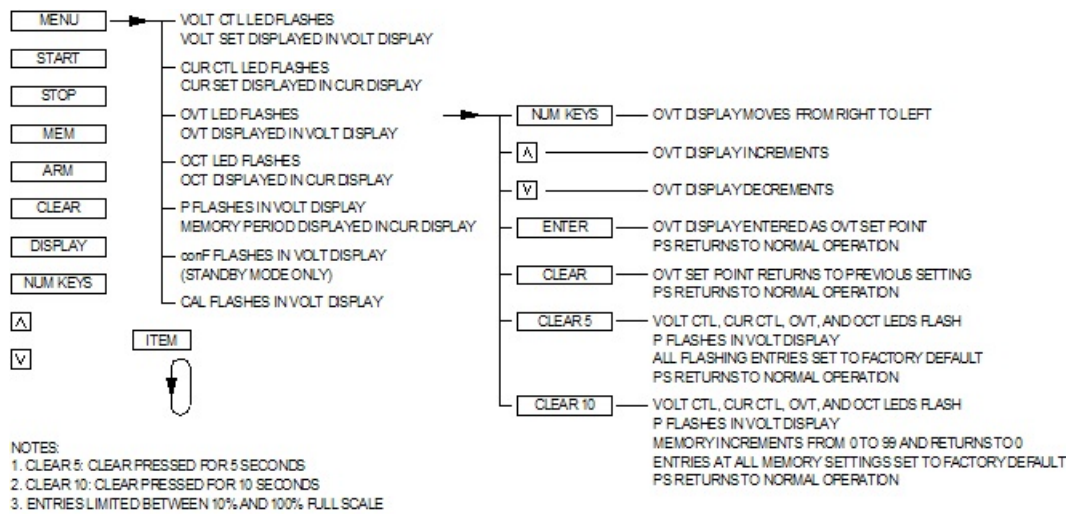 MENU
VOLT CTL LED FLASHES
VOLT SET DISPLAYED IN VOLT DISPLAY
START
CUR CTL LED FLASHES
CUR SET DISPLAYED IN CUR DISPLAY
STOP
OVT LED FLASHES
OVT DISPLAYED IN VOLT DISPLAY
MEM
OCT LED FLASHES
OCT DISPLAYED IN CUR DISPLAY
ARM
P FLASHES IN VOLT DISPLAY
MEMORY PERIOD DISPLAYED IN CUR DISPLAY
CLEAR
conF FLASHES IN VOLT DISPLAY
(STANDBY MODE ONLY)
DISPLAY
CAL FLASHES IN VOLT DISPLAY
NUM KEYS
ITEM
NUM KEYS
OVT DISPLAY MOVES FROM RIGHT TO LEFT
OVT DISPLAY INCREMENTS
OVT DISPLAY DECREMENTS
ENTER
OVT DISPLAY ENTERED AS OVT SET POINT
PS RETURNS TO NORMAL OPERATION
CLEAR
OVT SET POINT RETURNS TO PREVIOUS SETTING
PS RETURNS TO NORMAL OPERATION
CLEAR 5
VOLT CTL, CUR CTL, OVT, AND OCT LEDS FLASH
P FLASHES IN VOLT DISPLAY
ALL FLASHING ENTRIES SET TO FACTORY DEFAULT
PS RETURNS TO NORMAL OPERATION
CLEAR 10
VOLT CTL, CUR CTL, OVT, AND OCT LEDS FLASH
P FLASHES IN VOLT DISPLAY
MEMORY INCREMENTS FROM 0 TO 99 AND RETURNS TO 0
ENTRIES AT ALL MEMORY SETTINGS SET TO FACTORY DEFAULT
PS RETURNS TO NORMAL OPERATION
NOTES:
1. CLEAR 5: CLEAR PRESSED FOR 5 SECONDS
2. CLEAR 10: CLEAR PRESSED FOR 10 SECONDS
3. ENTRIES LIMITED BETWEEN 10% AND 100% FULL SCALE